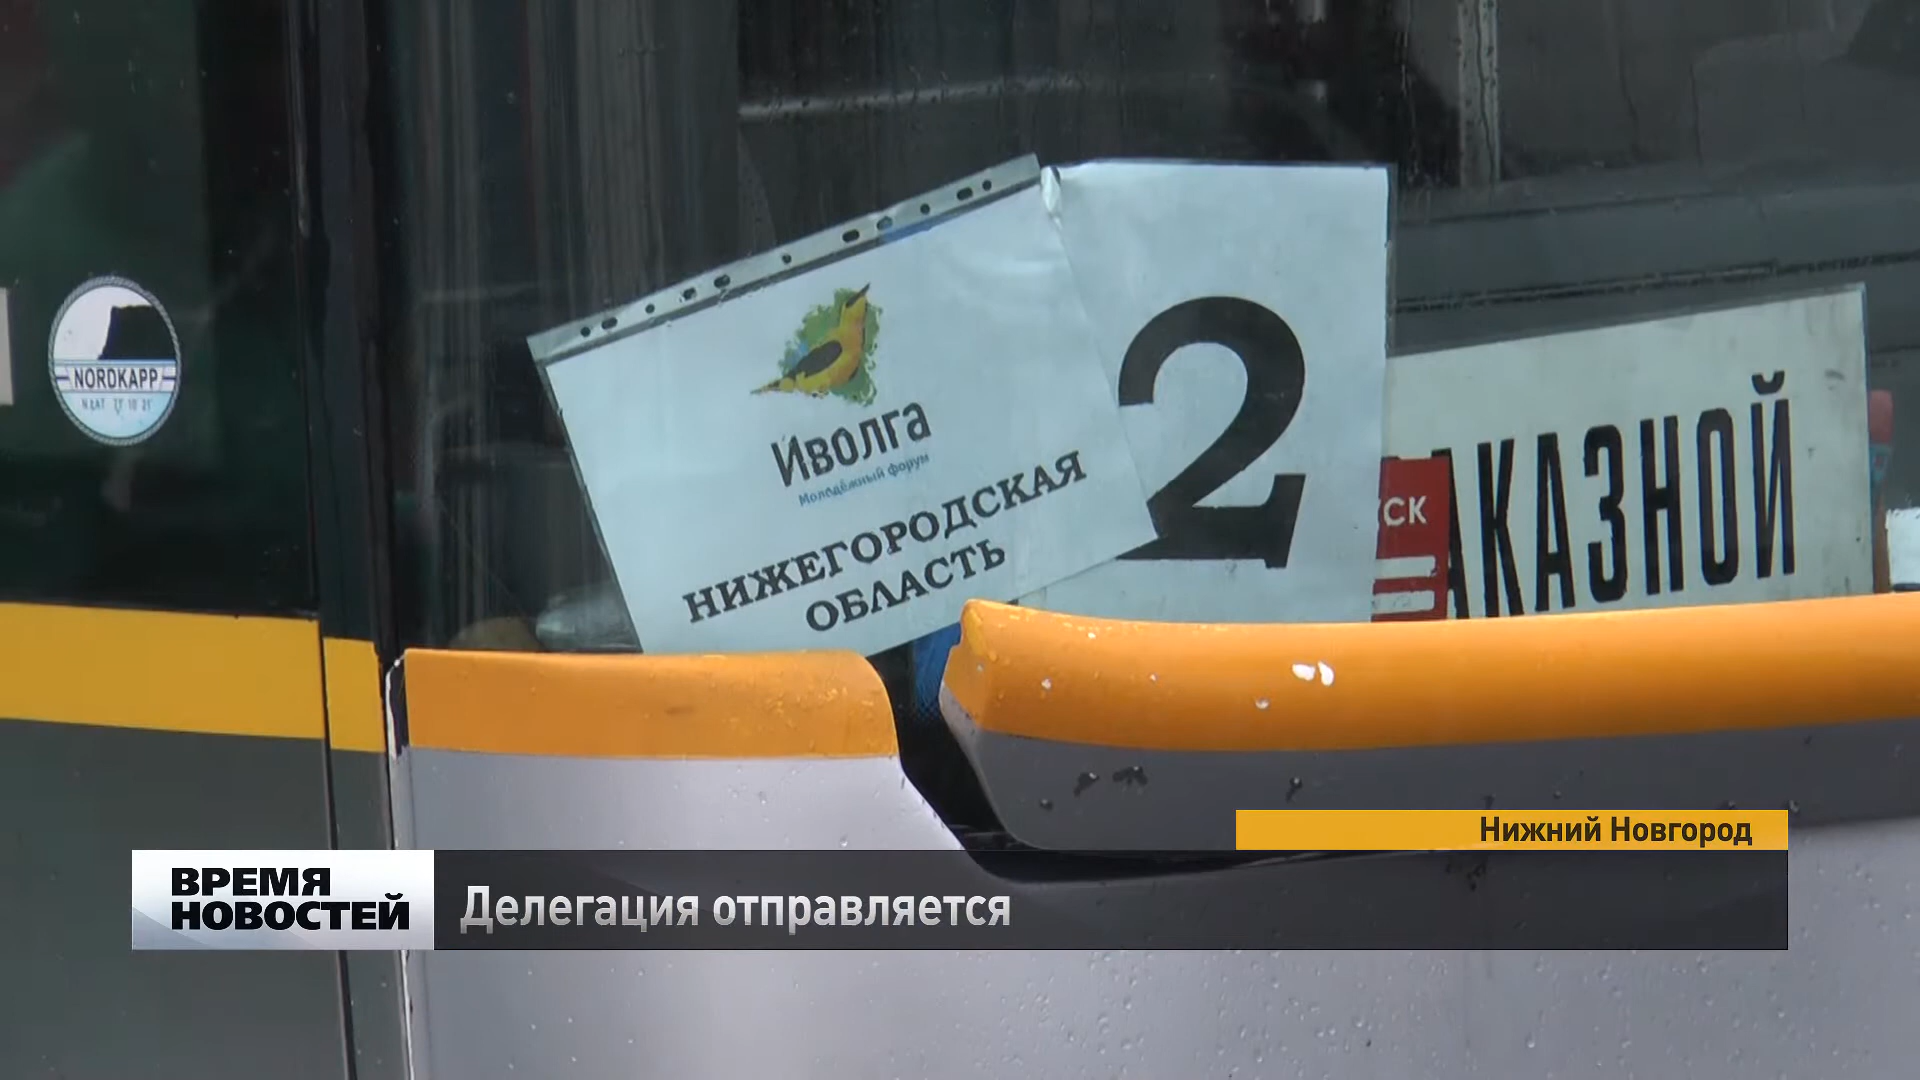 NORDKAPP
Иволга
Молодёжный форум
НИЖЕГОРОДСКАЯ
ОБЛАСТЬ
2
СК
АКАЗНОЙ
Нижний Новгород
ВРЕМЯ
НОВОСТЕЙ
Делегация отправляется